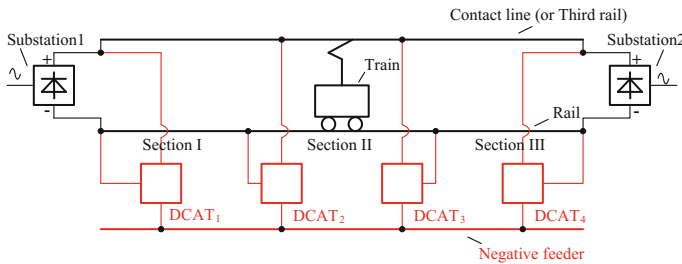 Contact line (or Third rail)
Substation1
Substation2
+
+
Train
-
-
Rail
Section I
Section II
Section III
DCAT₁
DCAT₂
DCAT₃
DCAT₄
Negative feeder